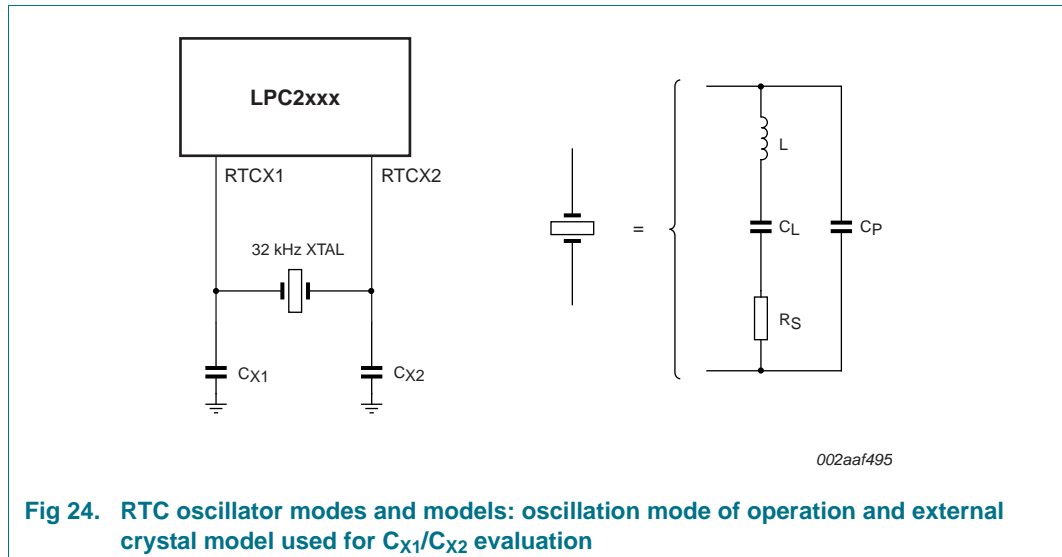 LPC2xxx
RTCX1
RTCX2
32 kHz XTAL
CX1
CX2
=
L
CL
CP
RS
002aaf495
Fig 24. RTC oscillator modes and models: oscillation mode of operation and external
crystal model used for CX1/CX2 evaluation